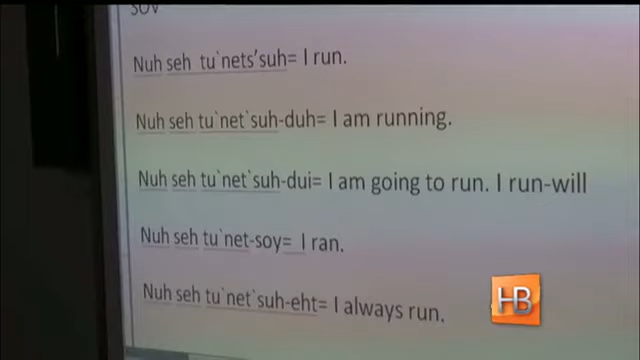 SOV
Nuh seh tu`nets'suh= I run.
Nuh seh tu`net`suh-duh= I am running.
Nuh seh tu`net`suh-dui= I am going to run. I run-will
Nuh seh tu`net-soy= I ran.
Nuh seh tu`net`suh-eht= I always run.
HB